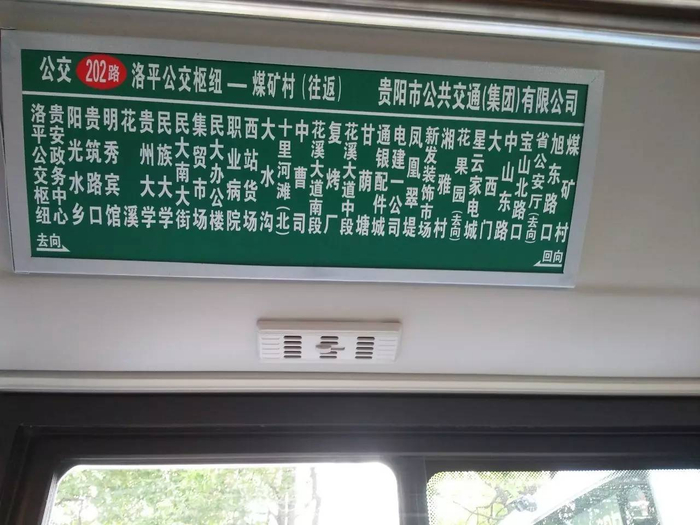 公交 202路 洛平公交枢纽—煤矿村(往返) 贵阳市公共交通(集团)有限公司
洛平公交枢纽
贵安政务中心
阳光水乡
贵筑路口
明秀宾馆
花溪
贵州大学
民族大学
民大南大街
集贸市场
民大办公楼
职业病院
西站货场
大水沟
十里河滩(北)
中曹司
花溪大道南段
复烤厂
花溪大道中段
甘荫塘
通银配件城
电建一公司
凤凰翠堤
新发装饰市场
湘雅村
花果园(去向)
星云家电城
大西门
中山东路
宝山北路口
省公安厅(去向)
旭东路口
煤矿村
去向
回向